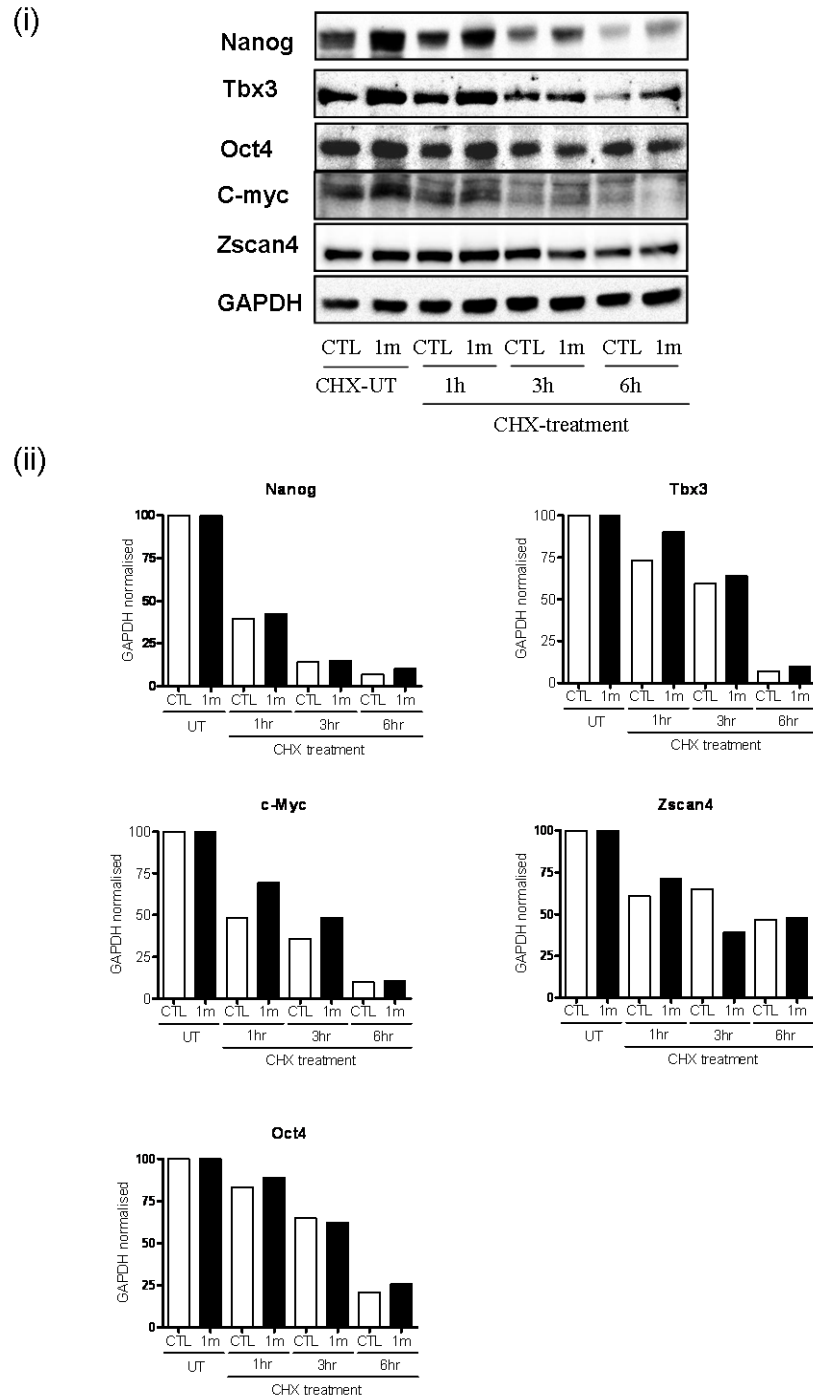 (i)
Nanog
Tbx3
Oct4
C-myc
Zscan4
GAPDH
CTL 1m CTL 1m CTL 1m CTL 1m
CHX-UT 1h 3h 6h
CHX-treatment
(ii)
Nanog
GAPDH normalised
100
75
50
25
0
CTL 1m CTL 1m CTL 1m CTL 1m
UT 1hr 3hr 6hr
CHX treatment
Tbx3
GAPDH normalised
100
75
50
25
0
CTL 1m CTL 1m CTL 1m CTL 1m
UT 1hr 3hr 6hr
CHX treatment
c-Myc
GAPDH normalised
100
75
50
25
0
CTL 1m CTL 1m CTL 1m CTL 1m
UT 1hr 3hr 6hr
CHX treatment
Zscan4
GAPDH normalised
100
75
50
25
0
CTL 1m CTL 1m CTL 1m CTL 1m
UT 1hr 3hr 6hr
CHX treatment
Oct4
GAPDH normalised
100
75
50
25
0
CTL 1m CTL 1m CTL 1m CTL 1m
UT 1hr 3hr 6hr
CHX treatment